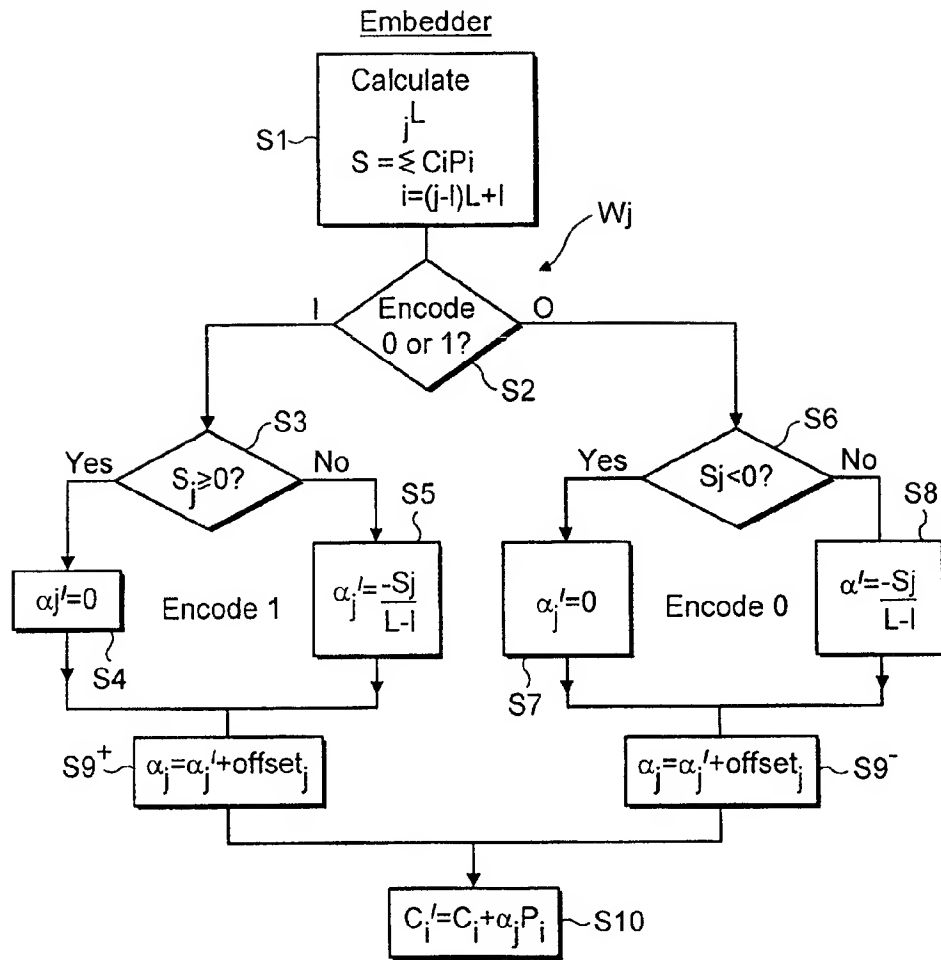 Embedder
Calculate
jL
S = ≶ CiPi
i=(j-l)L+l
S1
Wj
I
Encode
0 or 1?
O
S2
S3
S6
Yes
Sj≥0?
No
Yes
Sj<0?
No
S5
S8
αj'=0
Encode 1
αj'=-Sj/L-l
αj'=0
Encode 0
α'=-Sj/L-l
S4
S7
S9+
αj=αj'+offsetj
αj=αj'+offsetj
S9-
Ci'=Ci+αjPi
S10